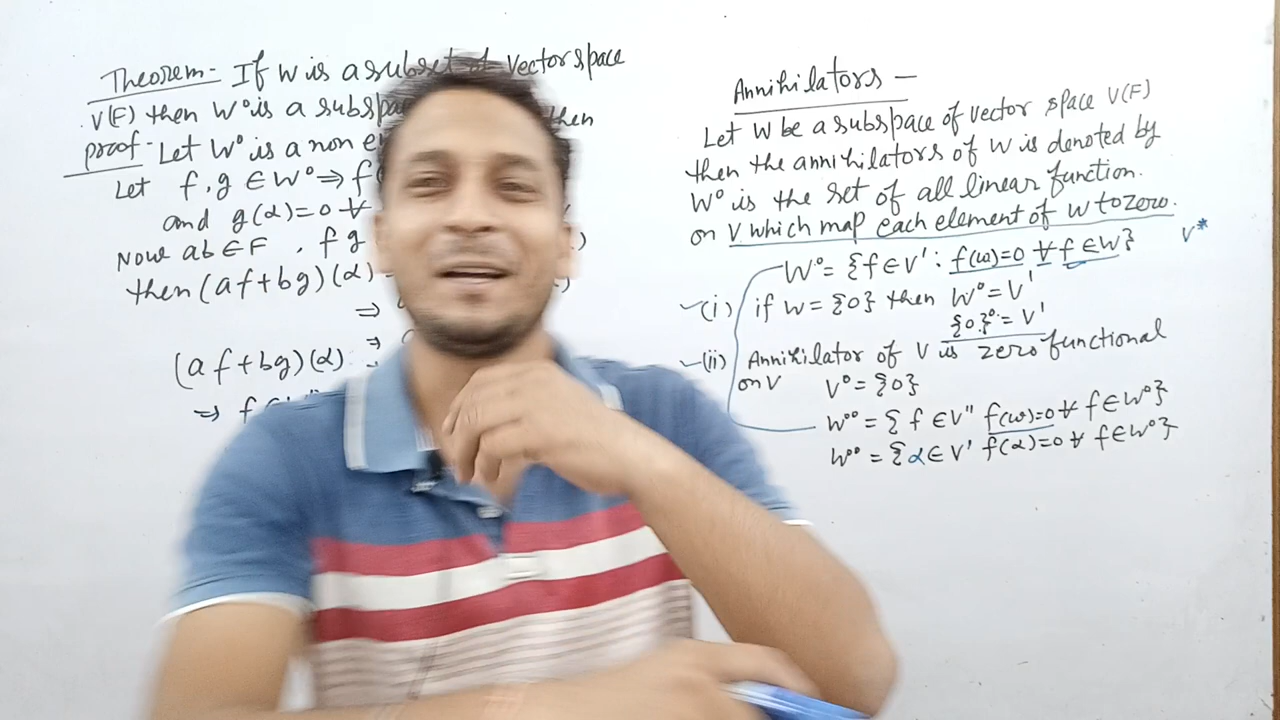 Theorem- If W is a subset of vector space
V(F) then W° is a subspa then
proof- Let W° is a non e
Let f, g ∈ W° ⇒ f
and g(α)=0 ∀
Now ab ∈ F , f g )
then (af+bg)(α)
⇒
⇒
(af+bg)(α)
⇒ f
Annihilators -
Let W be a subspace of vector space V(F)
then the annihilators of W is denoted by
W° is the set of all linear function.
on V which map each element of W to zero.
V*
W° = {f ∈ V' : f(w)=0 ∀ f ∈ W}
(i) if W = {0} then W° = V'
{0}° = V'
(ii) Annihilator of V is zero functional
on V V° = {0}
W°° = { f ∈ V'' f(w)=0 ∀ f ∈ W°}
W°° = {α ∈ V' f(α)=0 ∀ f ∈ W°}